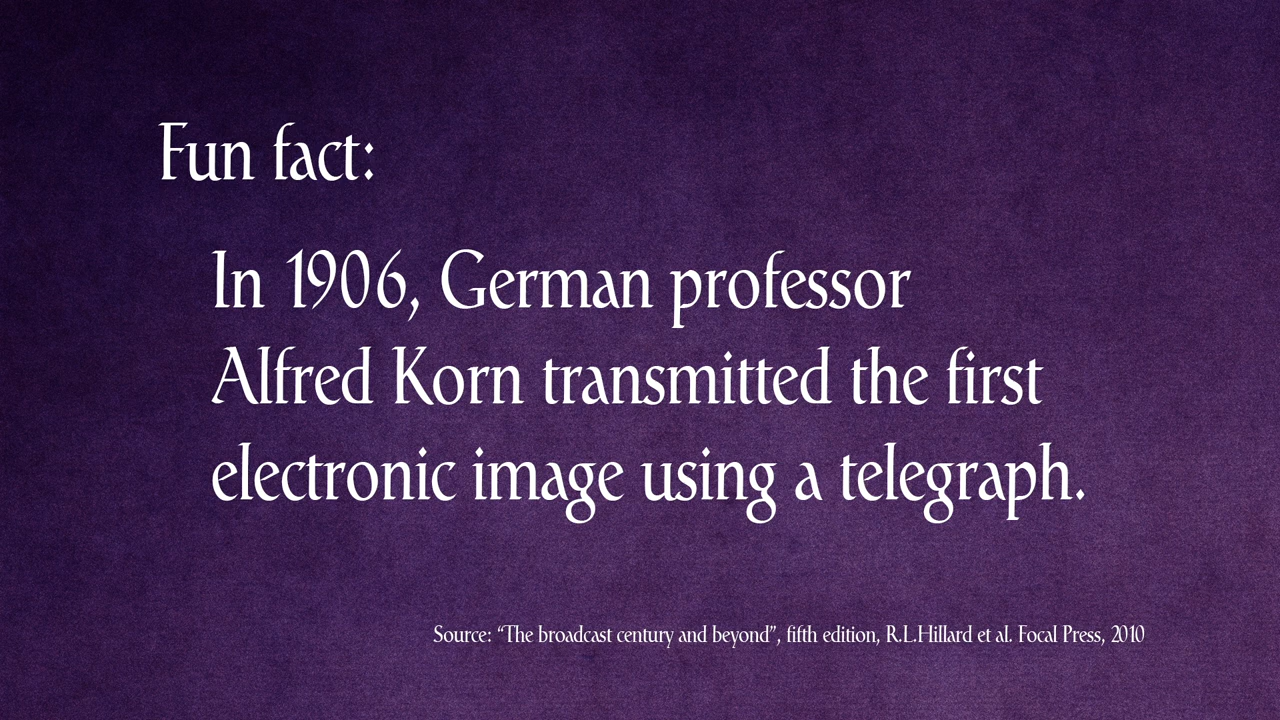 Fun fact:
In 1906, German professor
Alfred Korn transmitted the first
electronic image using a telegraph.
Source: “The broadcast century and beyond”, fifth edition, R.L.Hillard et al. Focal Press, 2010